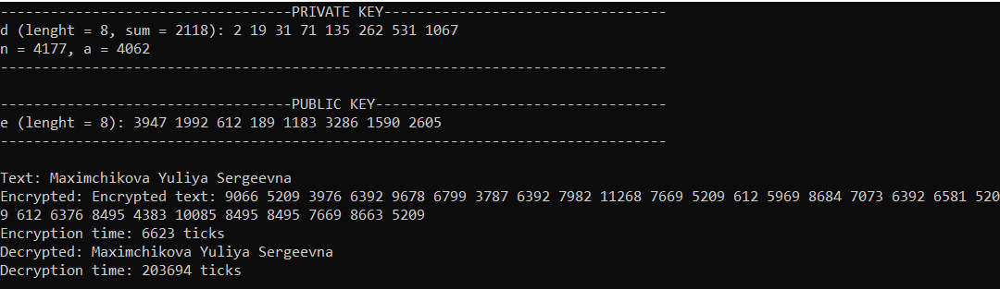 -----------------------------------PRIVATE KEY----------------------------------
d (lenght = 8, sum = 2118): 2 19 31 71 135 262 531 1067
n = 4177, a = 4062
--------------------------------------------------------------------------------
-----------------------------------PUBLIC KEY-----------------------------------
e (lenght = 8): 3947 1992 612 189 1183 3286 1590 2605
--------------------------------------------------------------------------------
Text: Maximchikova Yuliya Sergeevna
Encrypted: Encrypted text: 9066 5209 3976 6392 9678 6799 3787 6392 7982 11268 7669 5209 612 5969 8684 7073 6392 6581 520
9 612 6376 8495 4383 10085 8495 8495 7669 8663 5209
Encryption time: 6623 ticks
Decrypted: Maximchikova Yuliya Sergeevna
Decryption time: 203694 ticks